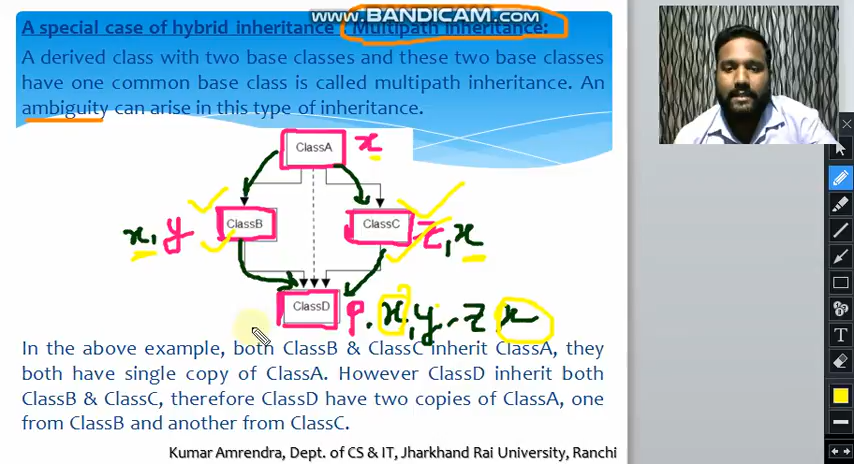 WWW.BANDICAM.COM
A special case of hybrid inheritance Multipath inheritance:
A derived class with two base classes and these two base classes
have one common base class is called multipath inheritance. An
ambiguity can arise in this type of inheritance.
ClassA x
x, y ClassB ClassC z, x
ClassD p, x, y, z x
In the above example, both ClassB & ClassC inherit ClassA, they
both have single copy of ClassA. However ClassD inherit both
ClassB & ClassC, therefore ClassD have two copies of ClassA, one
from ClassB and another from ClassC.
Kumar Amrendra, Dept. of CS & IT, Jharkhand Rai University, Ranchi
T